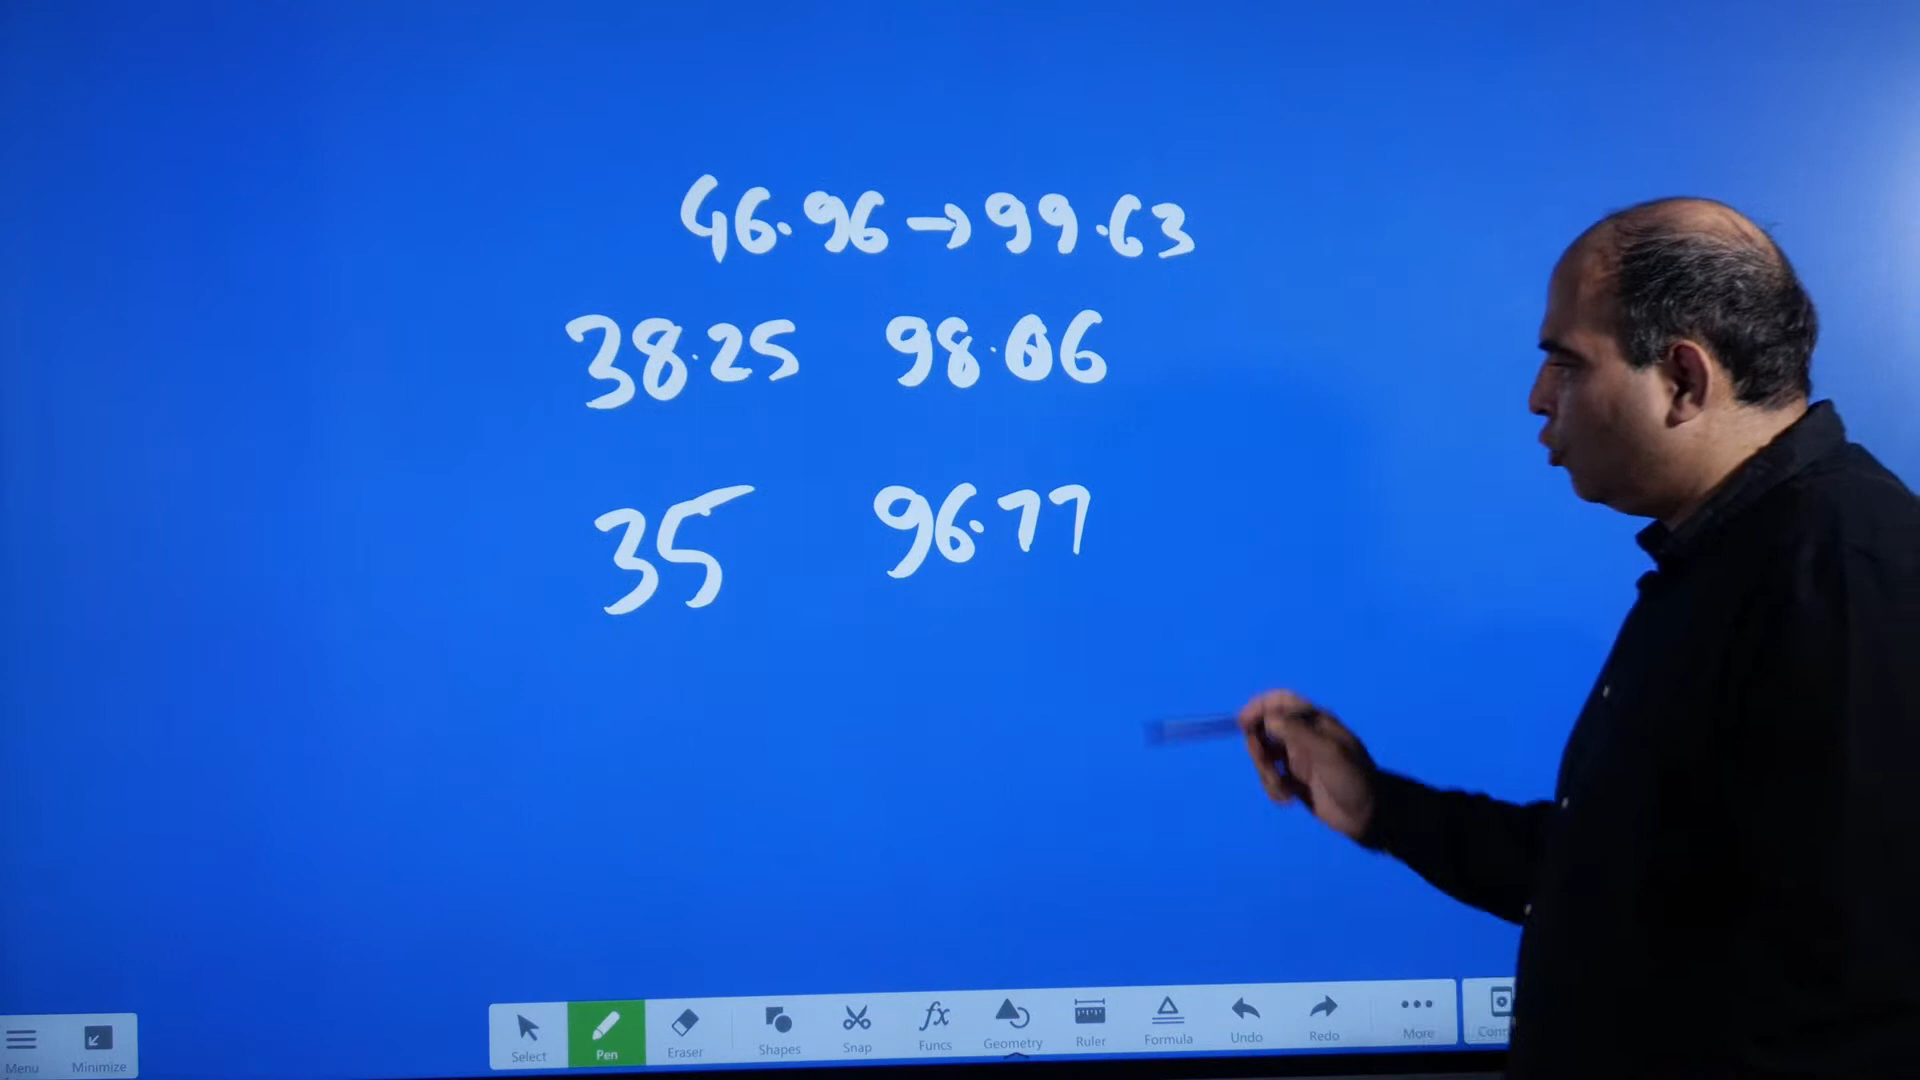 46.96 → 99.63
38.25 98.06
35 96.77
Menu Minimize Select Pen Eraser Shapes Snap fx Funcs Geometry Ruler Formula Undo Redo More